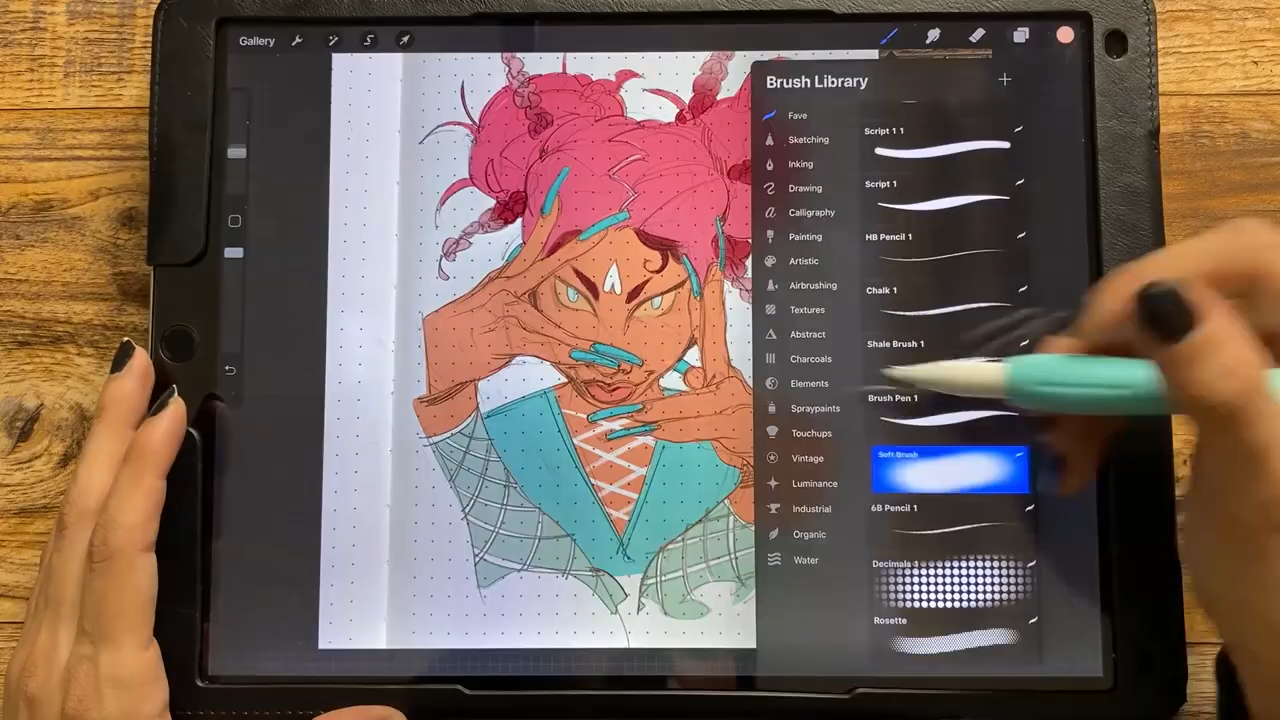 Gallery
Brush Library
Fave
Sketching
Inking
Drawing
Calligraphy
Painting
Artistic
Airbrushing
Textures
Abstract
Charcoals
Elements
Spraypaints
Touchups
Vintage
Luminance
Industrial
Organic
Water
Script 1 1
Script 1
HB Pencil 1
Chalk 1
Shale Brush 1
Brush Pen 1
Soft Brush
6B Pencil 1
Decimals 1
Rosette